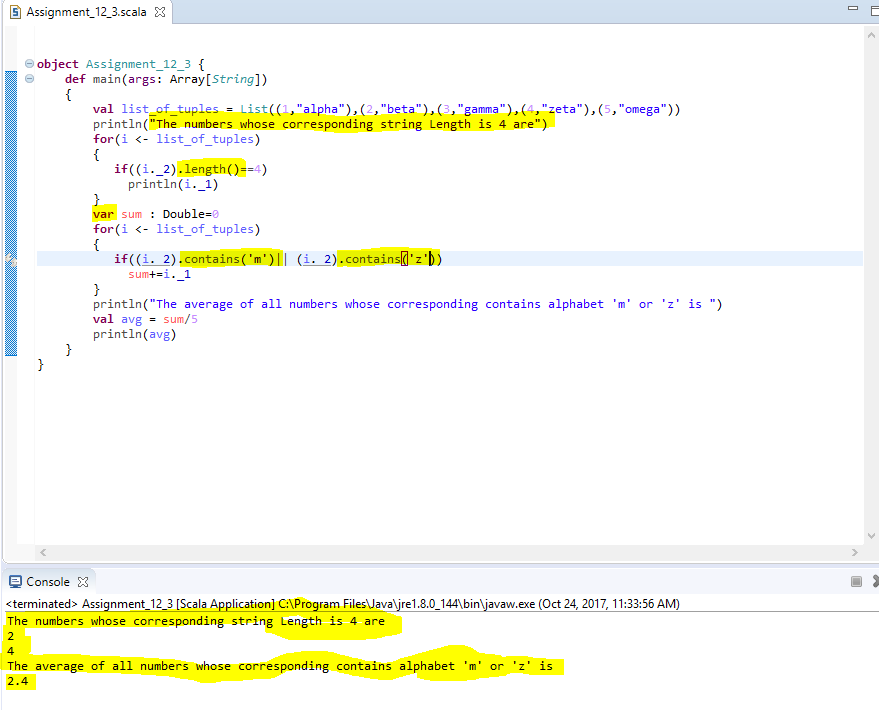 Assignment_12_3.scala
object Assignment_12_3 {
def main(args: Array[String])
{
val list_of_tuples = List((1,"alpha"),(2,"beta"),(3,"gamma"),(4,"zeta"),(5,"omega"))
println("The numbers whose corresponding string Length is 4 are")
for(i <- list_of_tuples)
{
if((i._2).length()==4)
println(i._1)
}
var sum : Double=0
for(i <- list_of_tuples)
{
if((i._2).contains('m')|| (i._2).contains('z'))
sum+=i._1
}
println("The average of all numbers whose corresponding contains alphabet 'm' or 'z' is ")
val avg = sum/5
println(avg)
}
}
Console
<terminated> Assignment_12_3 [Scala Application] C:\Program Files\Java\jre1.8.0_144\bin\javaw.exe (Oct 24, 2017, 11:33:56 AM)
The numbers whose corresponding string Length is 4 are
2
4
The average of all numbers whose corresponding contains alphabet 'm' or 'z' is
2.4